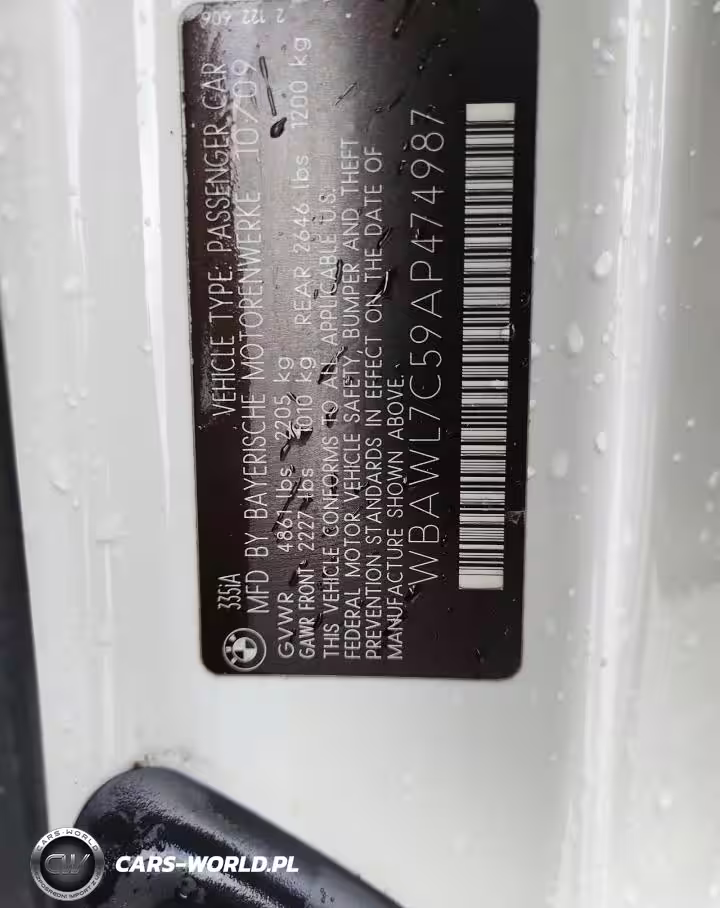 2 122 606
335IA VEHICLE TYPE: PASSENGER CAR
MFD BY BAYERISCHE MOTORENWERKE 10/09
GVWR 4861 lbs 2205 kg
GAWR FRONT 2227 lbs 1010 kg REAR 2646 lbs 1200 kg
THIS VEHICLE CONFORMS TO ALL APPLICABLE U.S.
FEDERAL MOTOR VEHICLE SAFETY, BUMPER AND THEFT
PREVENTION STANDARDS IN EFFECT ON THE DATE OF
MANUFACTURE SHOWN ABOVE.
WBAWL7C59AP474987
CARS-WORLD
CW
CARS-WORLD.PL